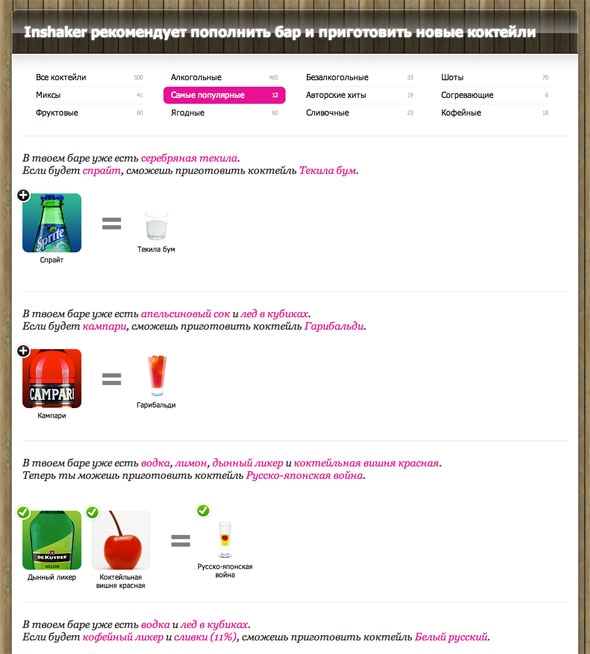 Inshaker рекомендует пополнить бар и приготовить новые коктейли
Все коктейли 500 Алкогольные 465 Безалкогольные 33 Шоты 70
Миксы 41 Самые популярные 12 Авторские хиты 19 Согревающие 6
Фруктовые 60 Ягодные 60 Сливочные 23 Кофейные 18
В твоем баре уже есть серебряная текила.
Если будет спрайт, сможешь приготовить коктейль Текила бум.
Sprite
=
Спрайт
Текила бум
В твоем баре уже есть апельсиновый сок и лед в кубиках.
Если будет кампари, сможешь приготовить коктейль Гарибальди.
CAMPARI
=
Кампари
Гарибальди
В твоем баре уже есть водка, лимон, дынный ликер и коктейльная вишня красная.
Теперь ты можешь приготовить коктейль Русско-японская война.
DE KUYPER
MELON
=
Дынный ликер
Коктейльная
вишня красная
Русско-японская
война
В твоем баре уже есть водка и лед в кубиках.
Если будет кофейный ликер и сливки (11%), сможешь приготовить коктейль Белый русский.